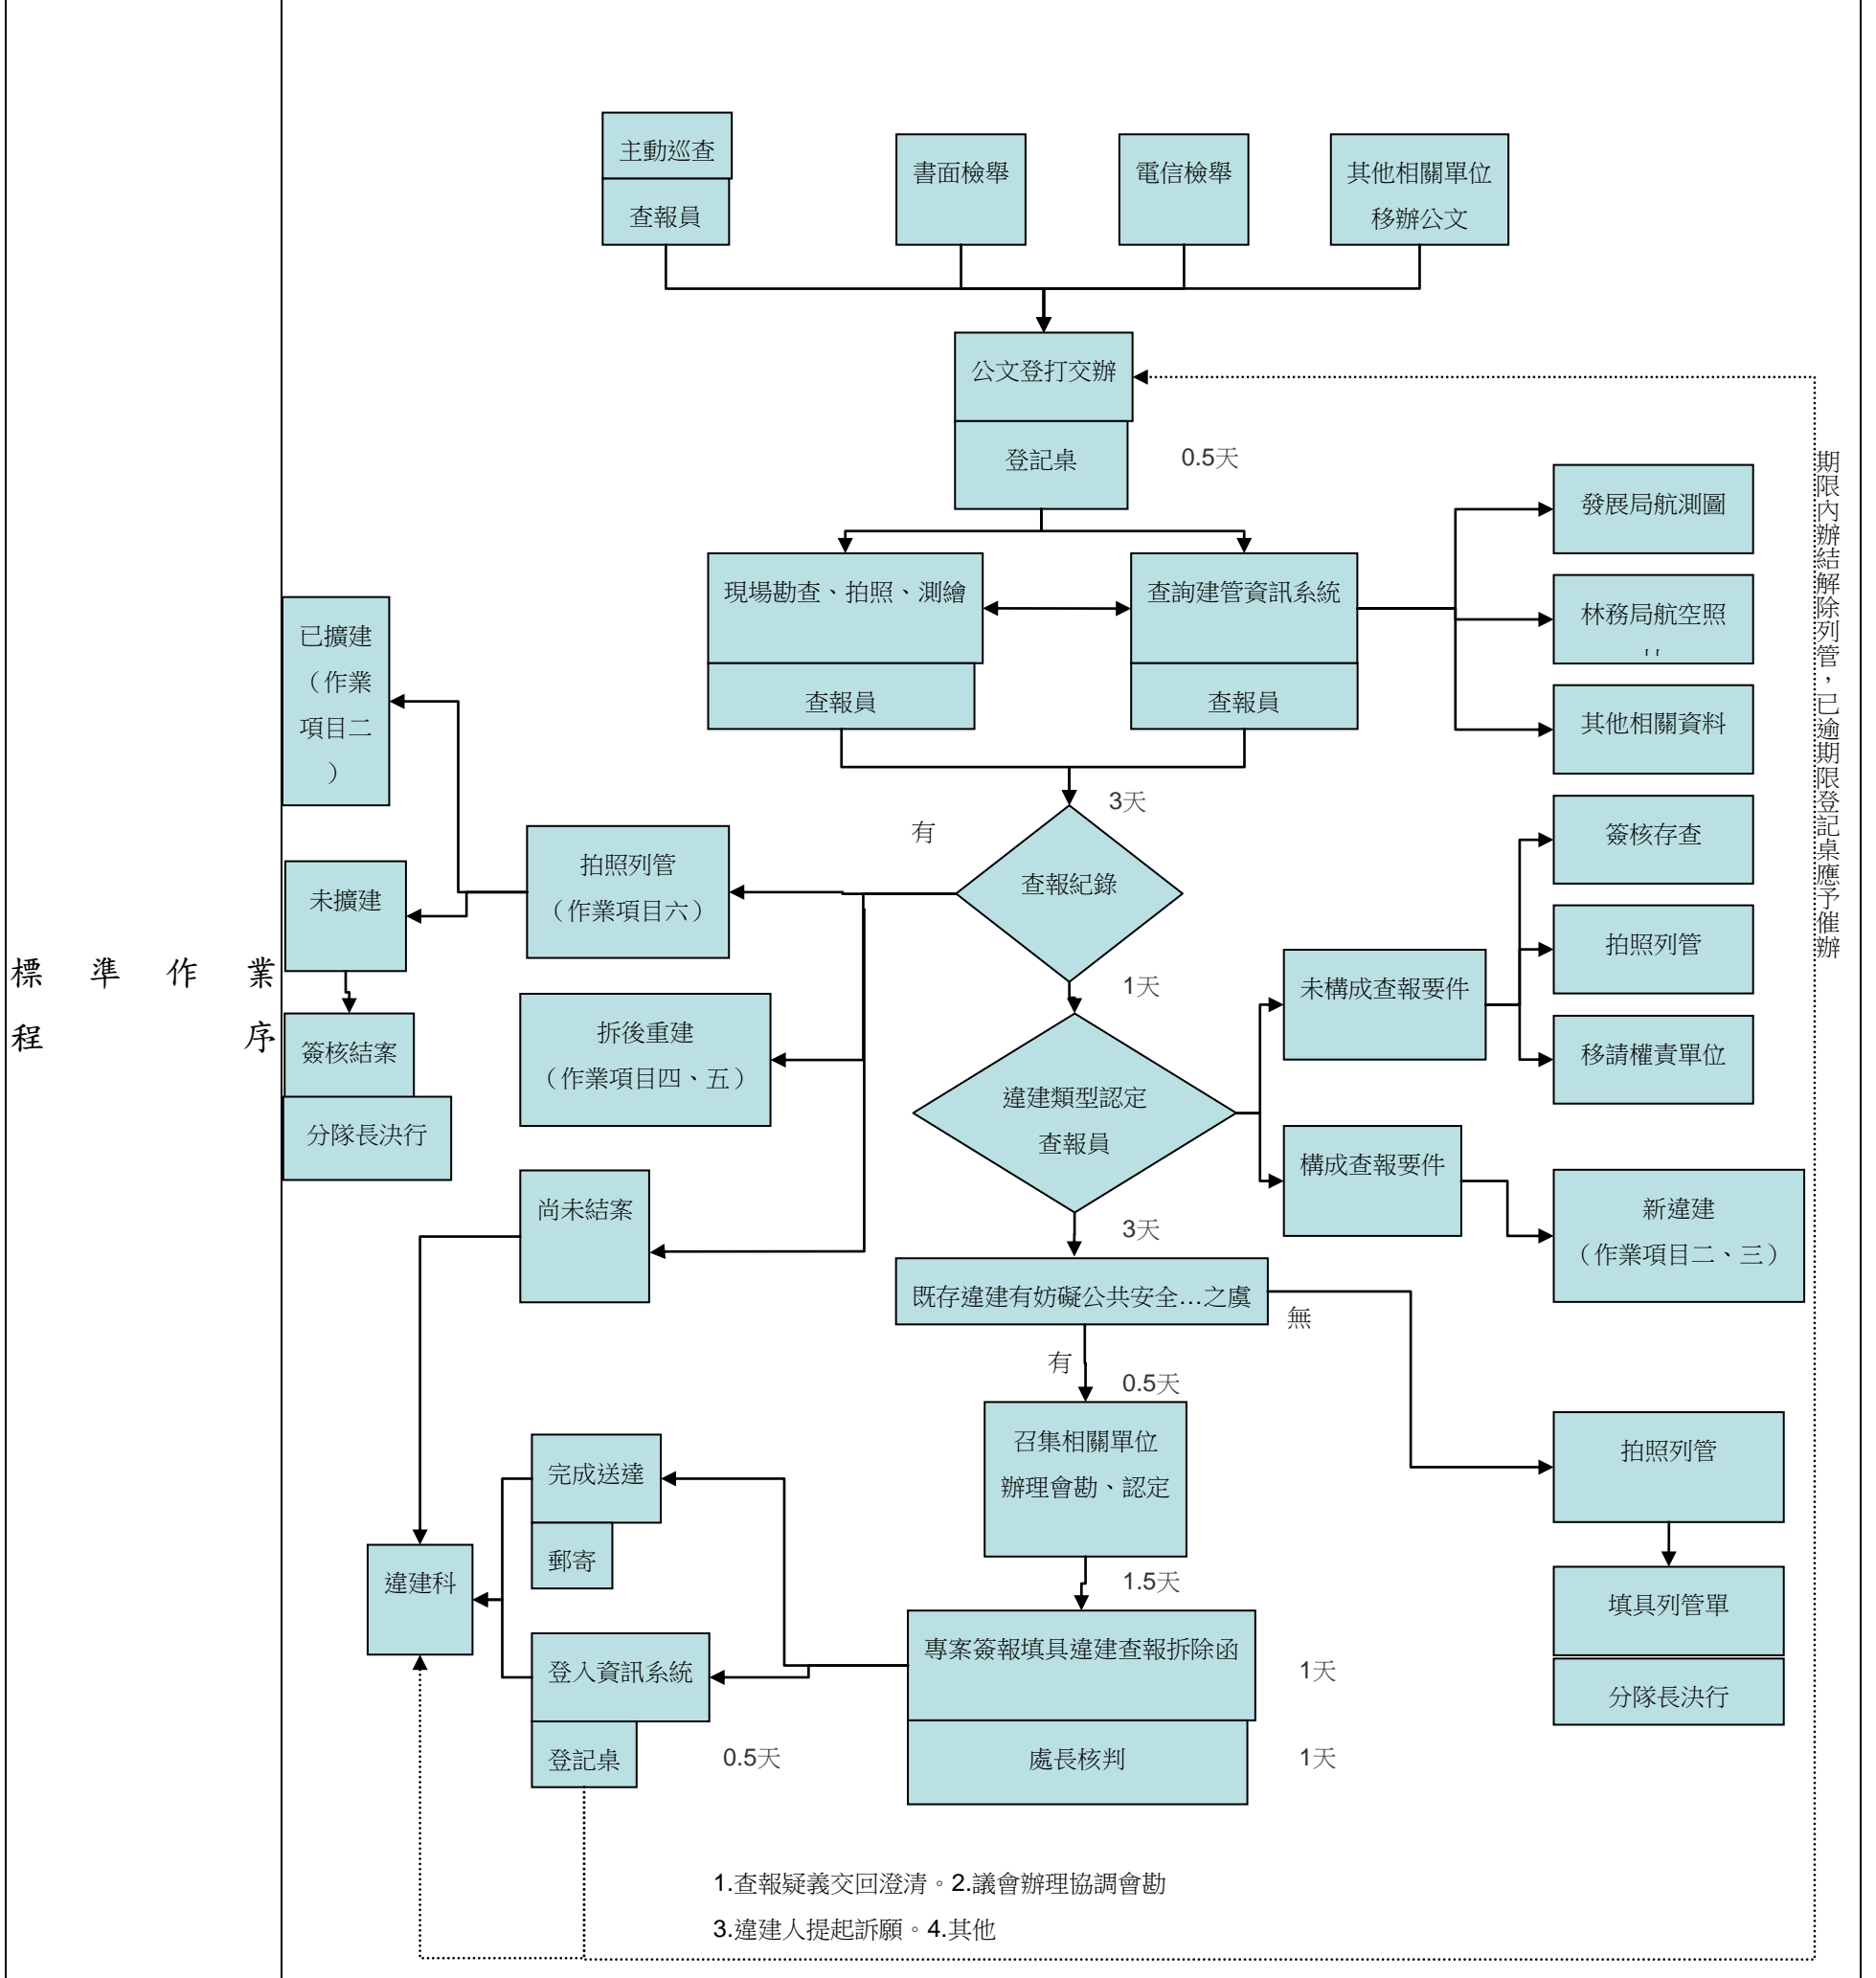 標準作業
程序
主動巡查
查報員
書面檢舉
電信檢舉
其他相關單位
移辦公文
公文登打交辦
登記桌
0.5天
現場勘查、拍照、測繪
查報員
查詢建管資訊系統
查報員
發展局航測圖
林務局航空照
其他相關資料
3天
有
查報紀錄
已擴建
（作業
項目二
）
未擴建
簽核結案
分隊長決行
拍照列管
（作業項目六）
拆後重建
（作業項目四、五）
尚未結案
1天
違建類型認定
查報員
未構成查報要件
簽核存查
拍照列管
移請權責單位
構成查報要件
新違建
（作業項目二、三）
3天
既存違建有妨礙公共安全…之虞
無
有
0.5天
召集相關單位
辦理會勘、認定
拍照列管
填具列管單
分隊長決行
1.5天
專案簽報填具違建查報拆除函
1天
處長核判
1天
完成送達
郵寄
登入資訊系統
登記桌
0.5天
違建科
期限內辦結解除列管，已逾期限登記桌應予催辦
1.查報疑義交回澄清。2.議會辦理協調會勘
3.違建人提起訴願。4.其他